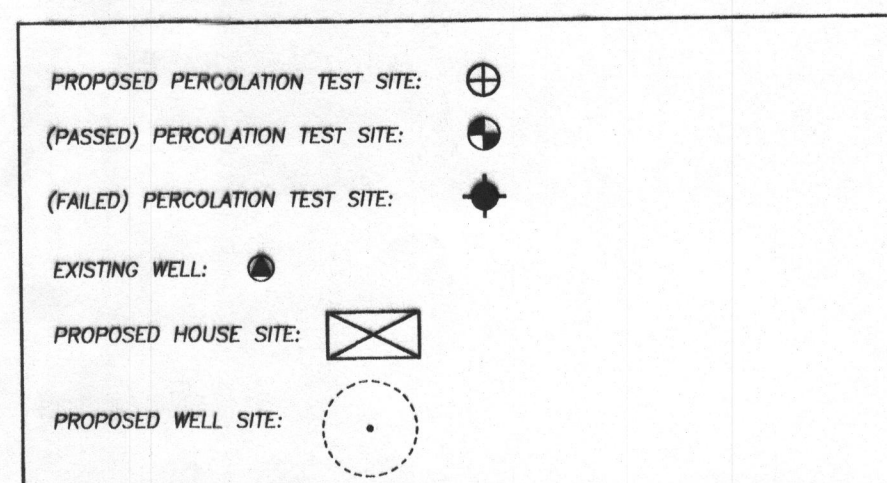 PROPOSED PERCOLATION TEST SITE:
(PASSED) PERCOLATION TEST SITE:
(FAILED) PERCOLATION TEST SITE:
EXISTING WELL:
PROPOSED HOUSE SITE:
PROPOSED WELL SITE: